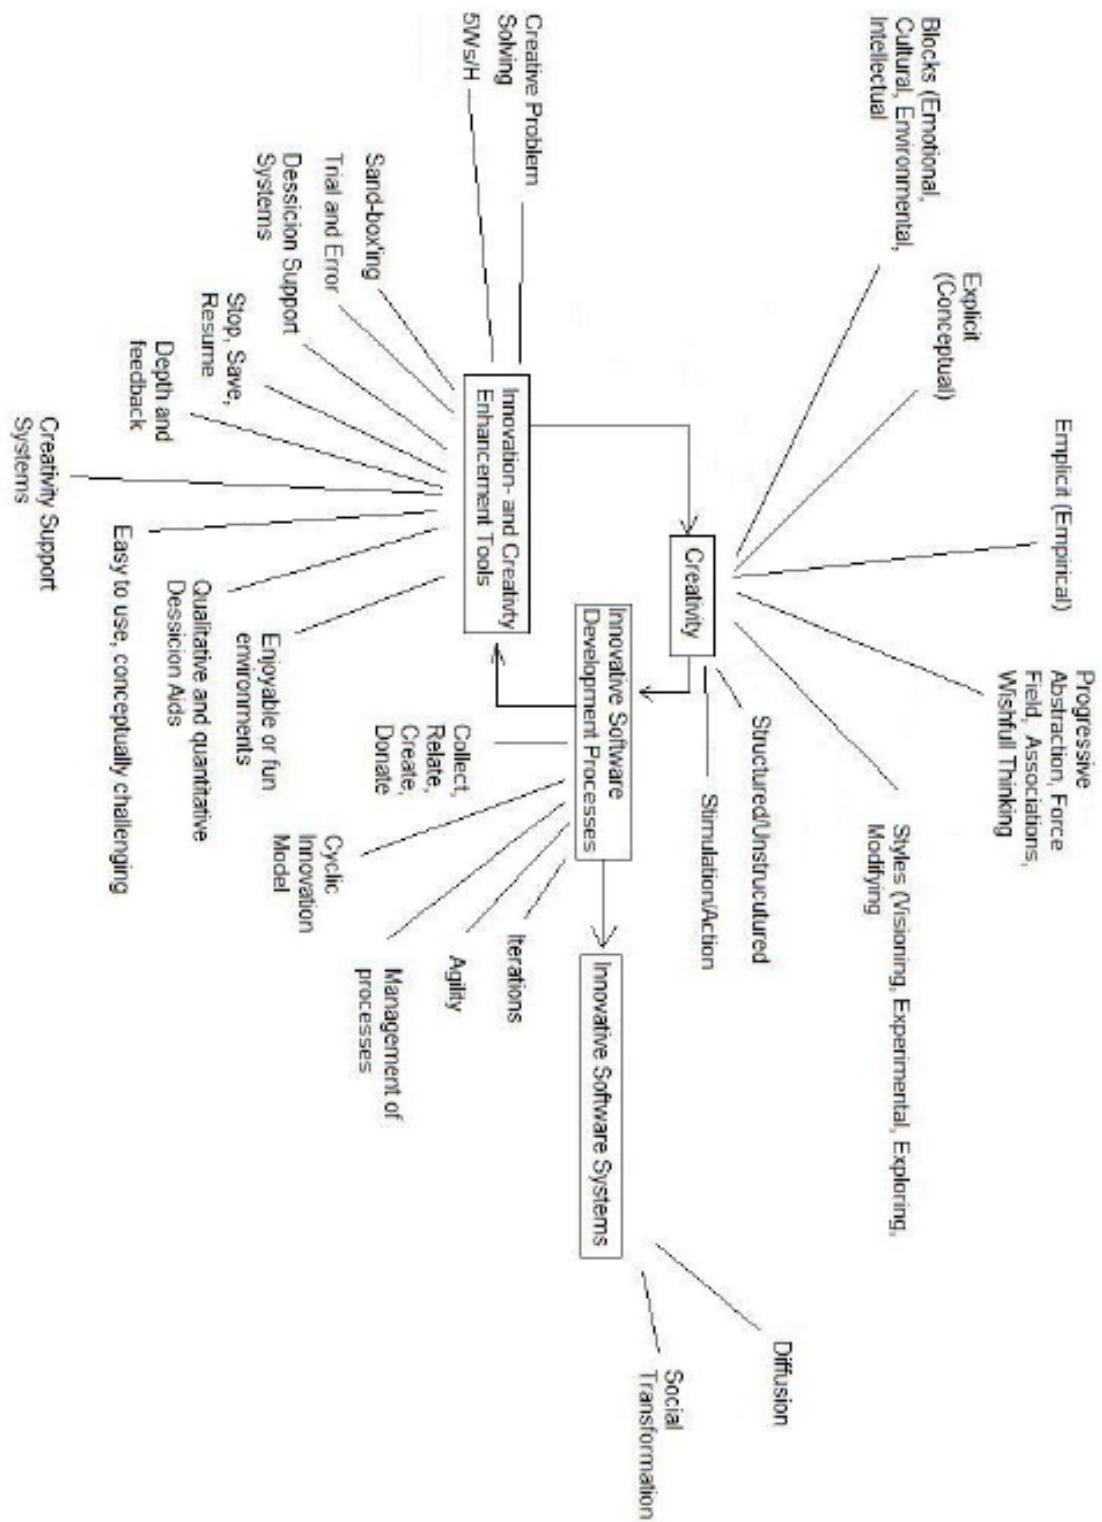 Blocks (Emotional,
Cultural, Environmental,
Intellectual
Explicit
(Conceptual)
Emplicit (Empirical)
Progressive
Abstraction, Force
Field, Associations,
Wishfull Thinking
Styles (Visioning, Experimental, Exploring,
Modifying
Creativity
Structured/Unstrucutured
Stimulation/Action
Creative Problem
Solving
5Ws/H
Innovation- and Creativty
Enhancement Tools
Innovative Software
Development Processes
Innovative Software Systems
Diffusion
Social
Transformation
Sand-box'ing
Trial and Error
Dessicion Support
Systems
Stop, Save,
Resume
Depth and
feedback
Creativity Support
Systems
Easy to use, conceptually challenging
Qualitative and quantitative
Dessicion Aids
Enjoyable or fun
environments
Collect,
Relate,
Create,
Donate
Cyclic
Innovation
Model
Management of
processes
Agility
Iterations